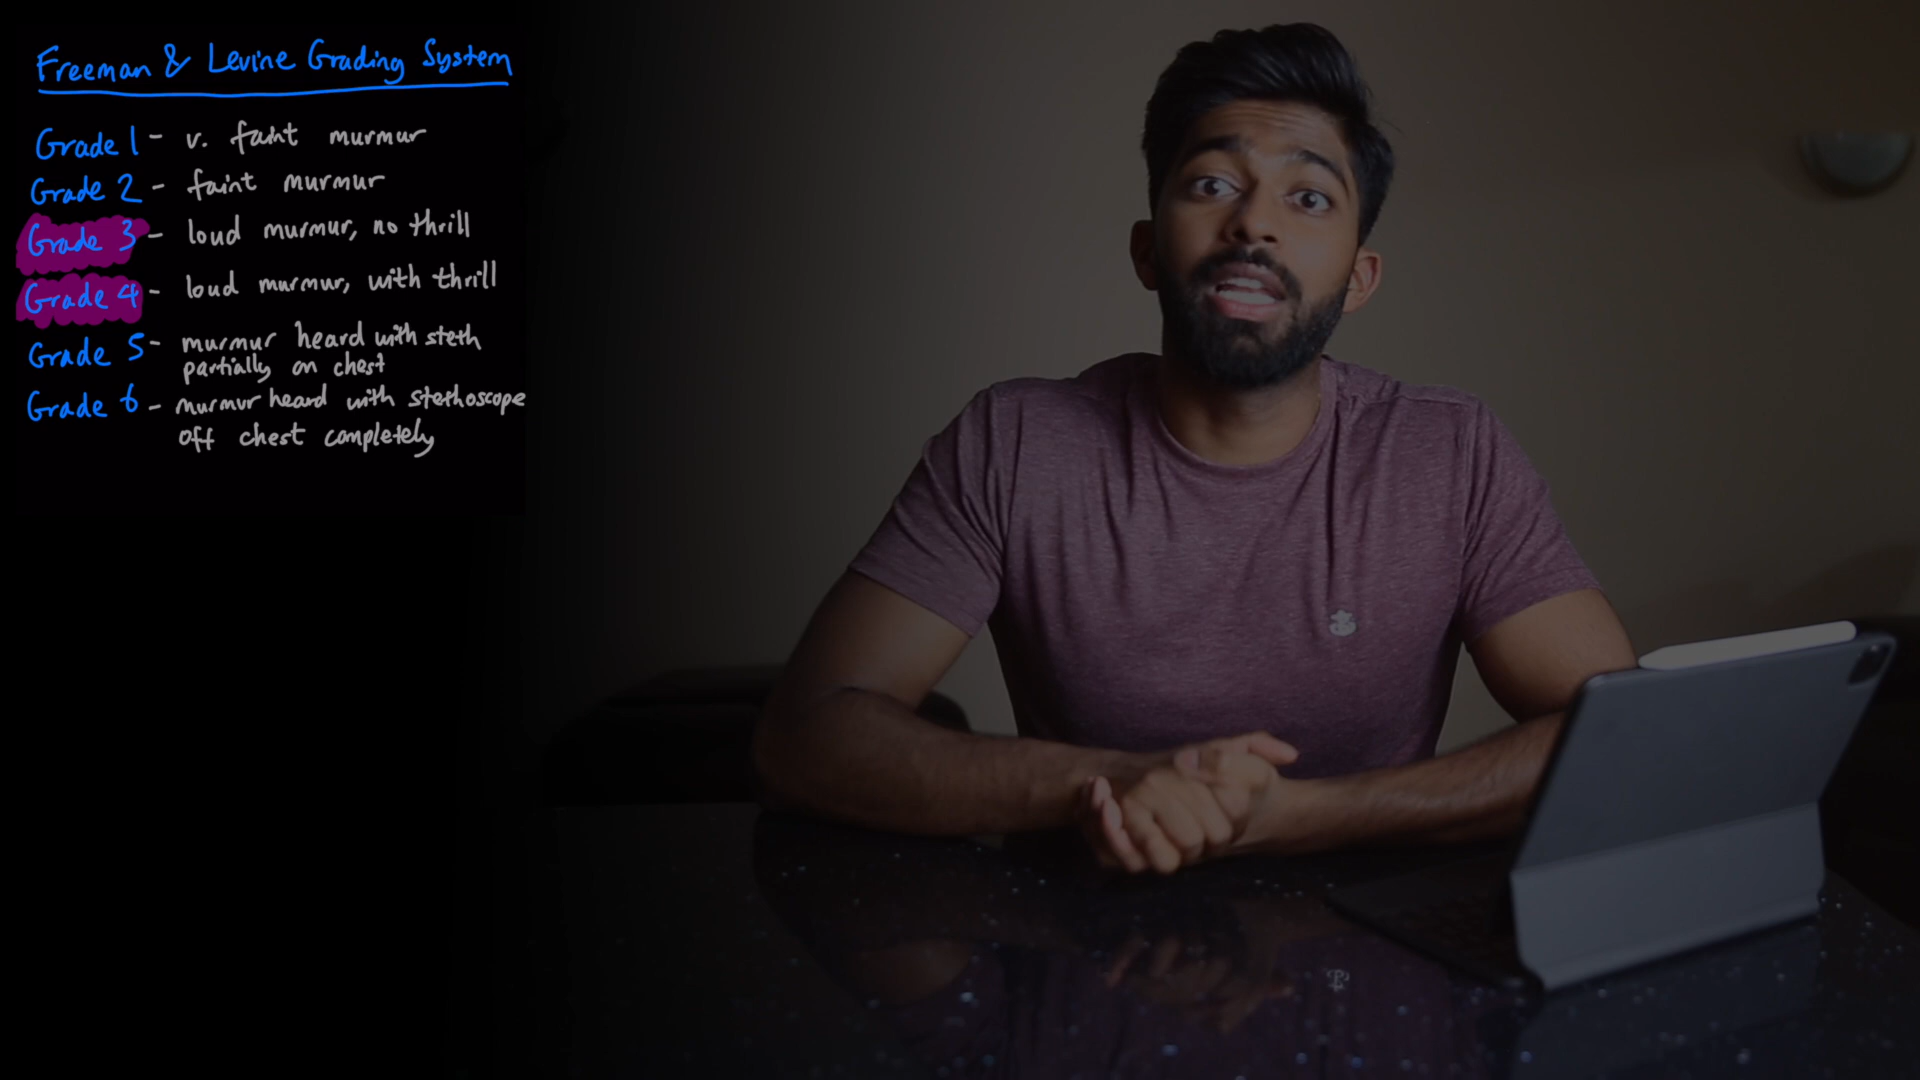 Freeman & Levine Grading System
Grade 1 - v. faint murmur
Grade 2 - faint murmur
Grade 3 - loud murmur, no thrill
Grade 4 - loud murmur, with thrill
Grade 5 - murmur heard with steth
partially on chest
Grade 6 - murmur heard with stethoscope
off chest completely